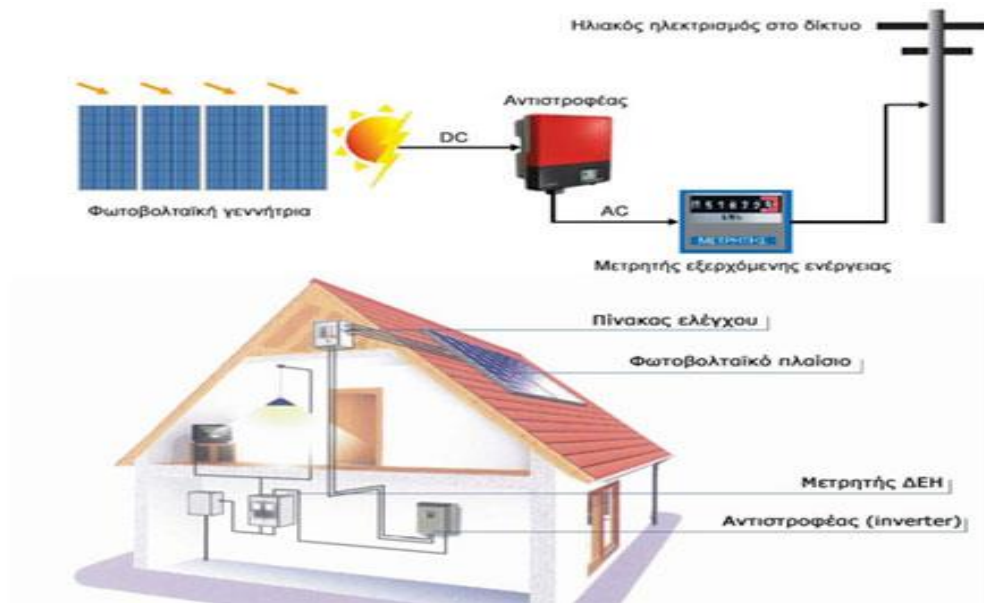 Ηλιακός ηλεκτρισμός στο δίκτυο
Αντιστροφέας
DC
Φωτοβολταϊκή γεννήτρια
AC
kWh
ΜΕΤΡΗΤΗΣ
Μετρητής εξερχόμενης ενέργειας
Πίνακας ελέγχου
Φωτοβολταϊκό πλαίσιο
Μετρητής ΔΕΗ
Αντιστροφέας (inverter)